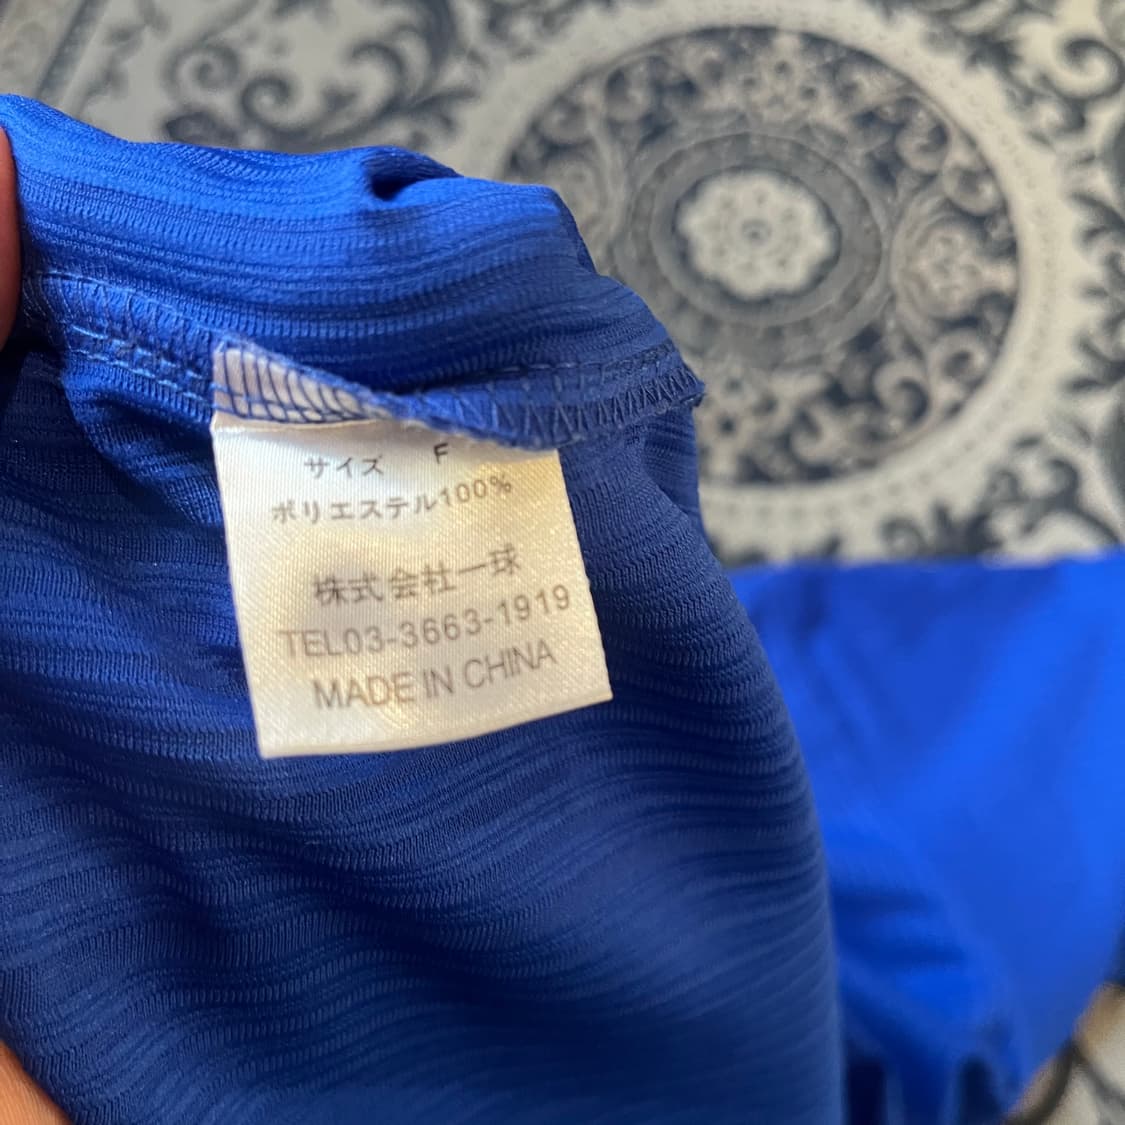 サイズ F
ポリエステル100%
株式会社一球
TEL03-3663-1919
MADE IN CHINA